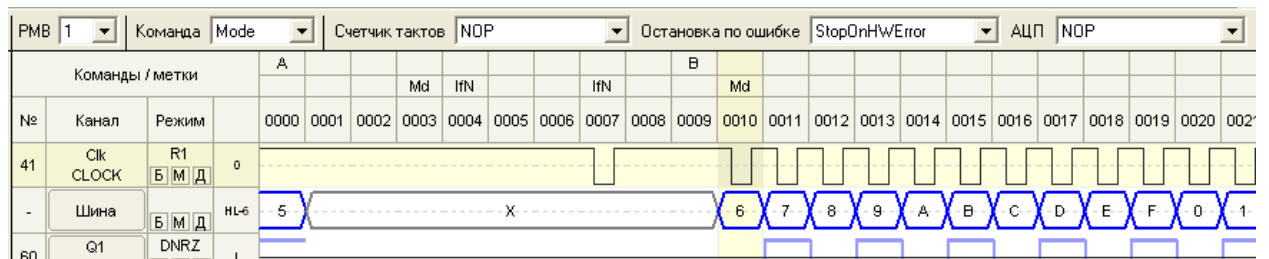 РМВ 1 Команда Mode Счетчик тактов NOP Остановка по ошибке StopOnHWError АЦП NOP
Команды / метки A B
Md IfN IfN Md
№ Канал Режим 0000 0001 0002 0003 0004 0005 0006 0007 0008 0009 0010 0011 0012 0013 0014 0015 0016 0017 0018 0019 0020
41 Clk CLOCK R1 Б М Д 0
- Шина Б М Д HL-6 5 X 6 7 8 9 A B C D E F 0 1
60 Q1 DNRZ